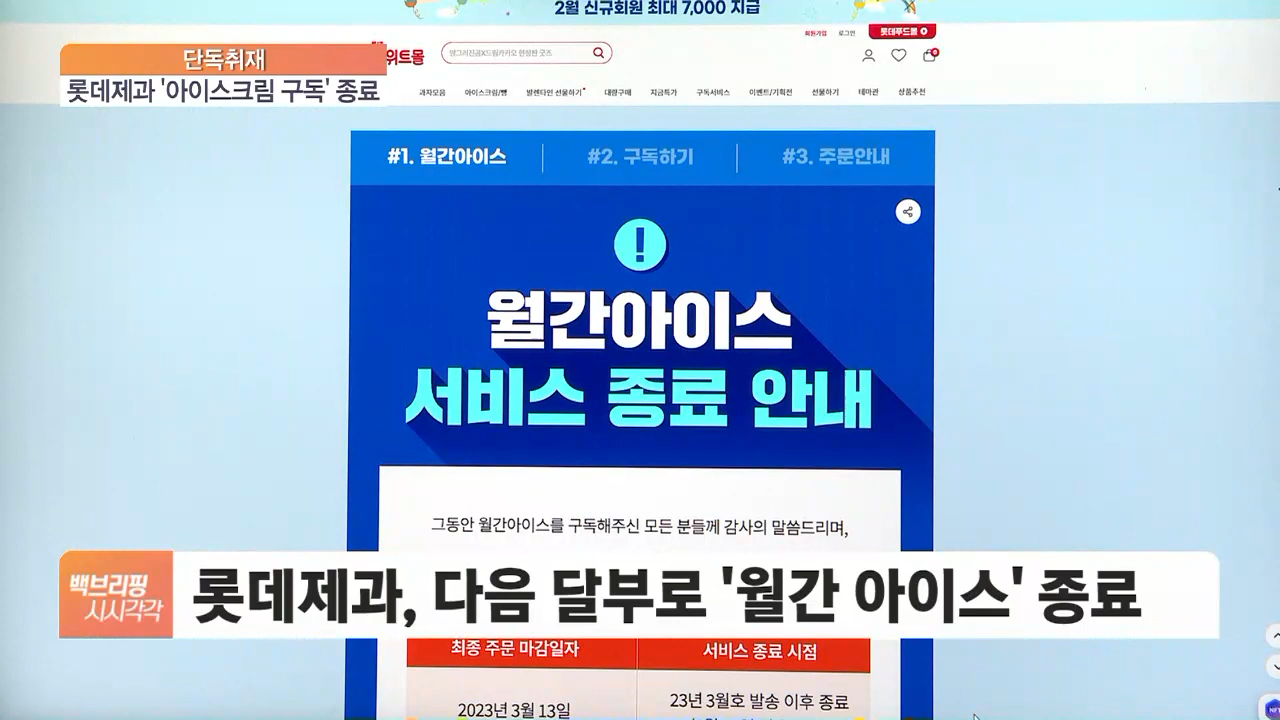 2월 신규회원 최대 7,000 지급
단독취재
롯데제과 '아이스크림 구독' 종료
위트몰
회원가입 로그인 롯데푸드몰
과자모음 아이스크림/빵 발렌타인 선물하기 대량구매 지금특가 구독서비스 이벤트/기획전 선물하기 테마관 상품추천
#1. 월간아이스 #2. 구독하기 #3. 주문안내
!
월간아이스
서비스 종료 안내
그동안 월간아이스를 구독해주신 모든 분들께 감사의 말씀드리며,
백브리핑
시시각각
롯데제과, 다음 달부로 '월간 아이스' 종료
최종 주문 마감일자 서비스 종료 시점
2023년 3월 13일 23년 3월호 발송 이후 종료